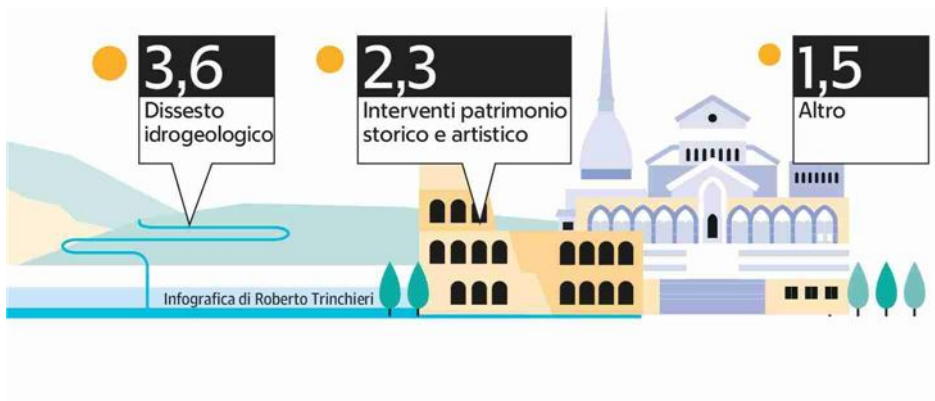 3,6
Dissesto
idrogeologico
2,3
Interventi patrimonio
storico e artistico
1,5
Altro
Infografica di Roberto Trinchieri